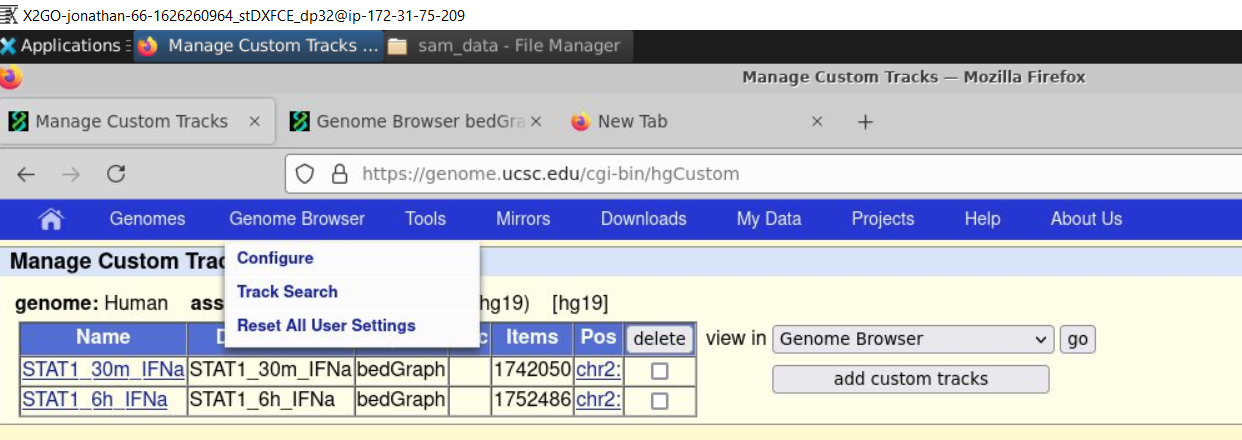 X2GO-jonathan-66-1626260964_stDXFCE_dp32@ip-172-31-75-209
Applications Manage Custom Tracks ... sam_data - File Manager
Manage Custom Tracks — Mozilla Firefox
Manage Custom Tracks Genome Browser bedGra New Tab
https://genome.ucsc.edu/cgi-bin/hgCustom
Genomes Genome Browser Tools Mirrors Downloads My Data Projects Help About Us
Manage Custom Trac
Configure
Track Search
Reset All User Settings
genome: Human ass hg19) [hg19]
Name D c Items Pos delete view in Genome Browser go
STAT1_30m_IFNa STAT1_30m_IFNa bedGraph 1742050 chr2:
add custom tracks
STAT1_6h_IFNa STAT1_6h_IFNa bedGraph 1752486 chr2: